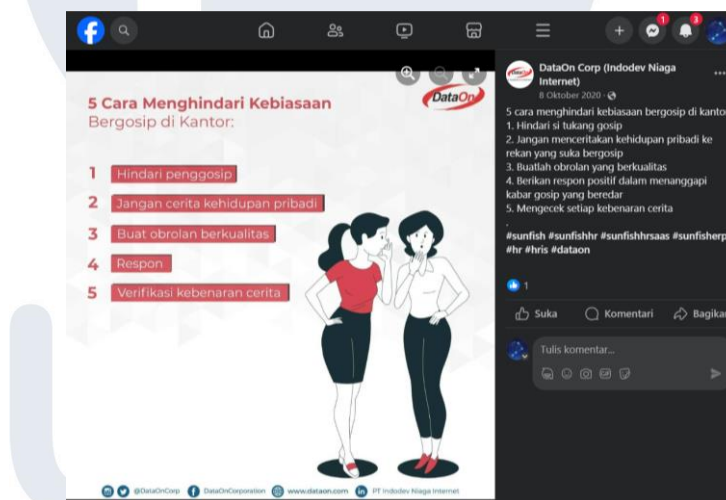 1
3
DataOn
5 Cara Menghindari Kebiasaan
Bergosip di Kantor:
1 Hindari penggosip
2 Jangan cerita kehidupan pribadi
3 Buat obrolan berkualitas
4 Respon
5 Verifikasi kebenaran cerita
@DataOnCorp DataOnCorporation www.dataon.com PT Indodev Niaga Internet
DataOn Corp (Indodev Niaga
Internet)
8 Oktober 2020
5 cara menghindari kebiasaan bergosip di kantor
1. Hindari si tukang gosip
2. Jangan menceritakan kehidupan pribadi ke
rekan yang suka bergosip
3. Buatlah obrolan yang berkualitas
4. Berikan respon positif dalam menanggapi
kabar gosip yang beredar
5. Mengecek setiap kebenaran cerita
.
#sunfish #sunfishhr #sunfishhrsaas #sunfisherp
#hr #hris #dataon
1
Suka Komentari Bagikan
Tulis komentar...